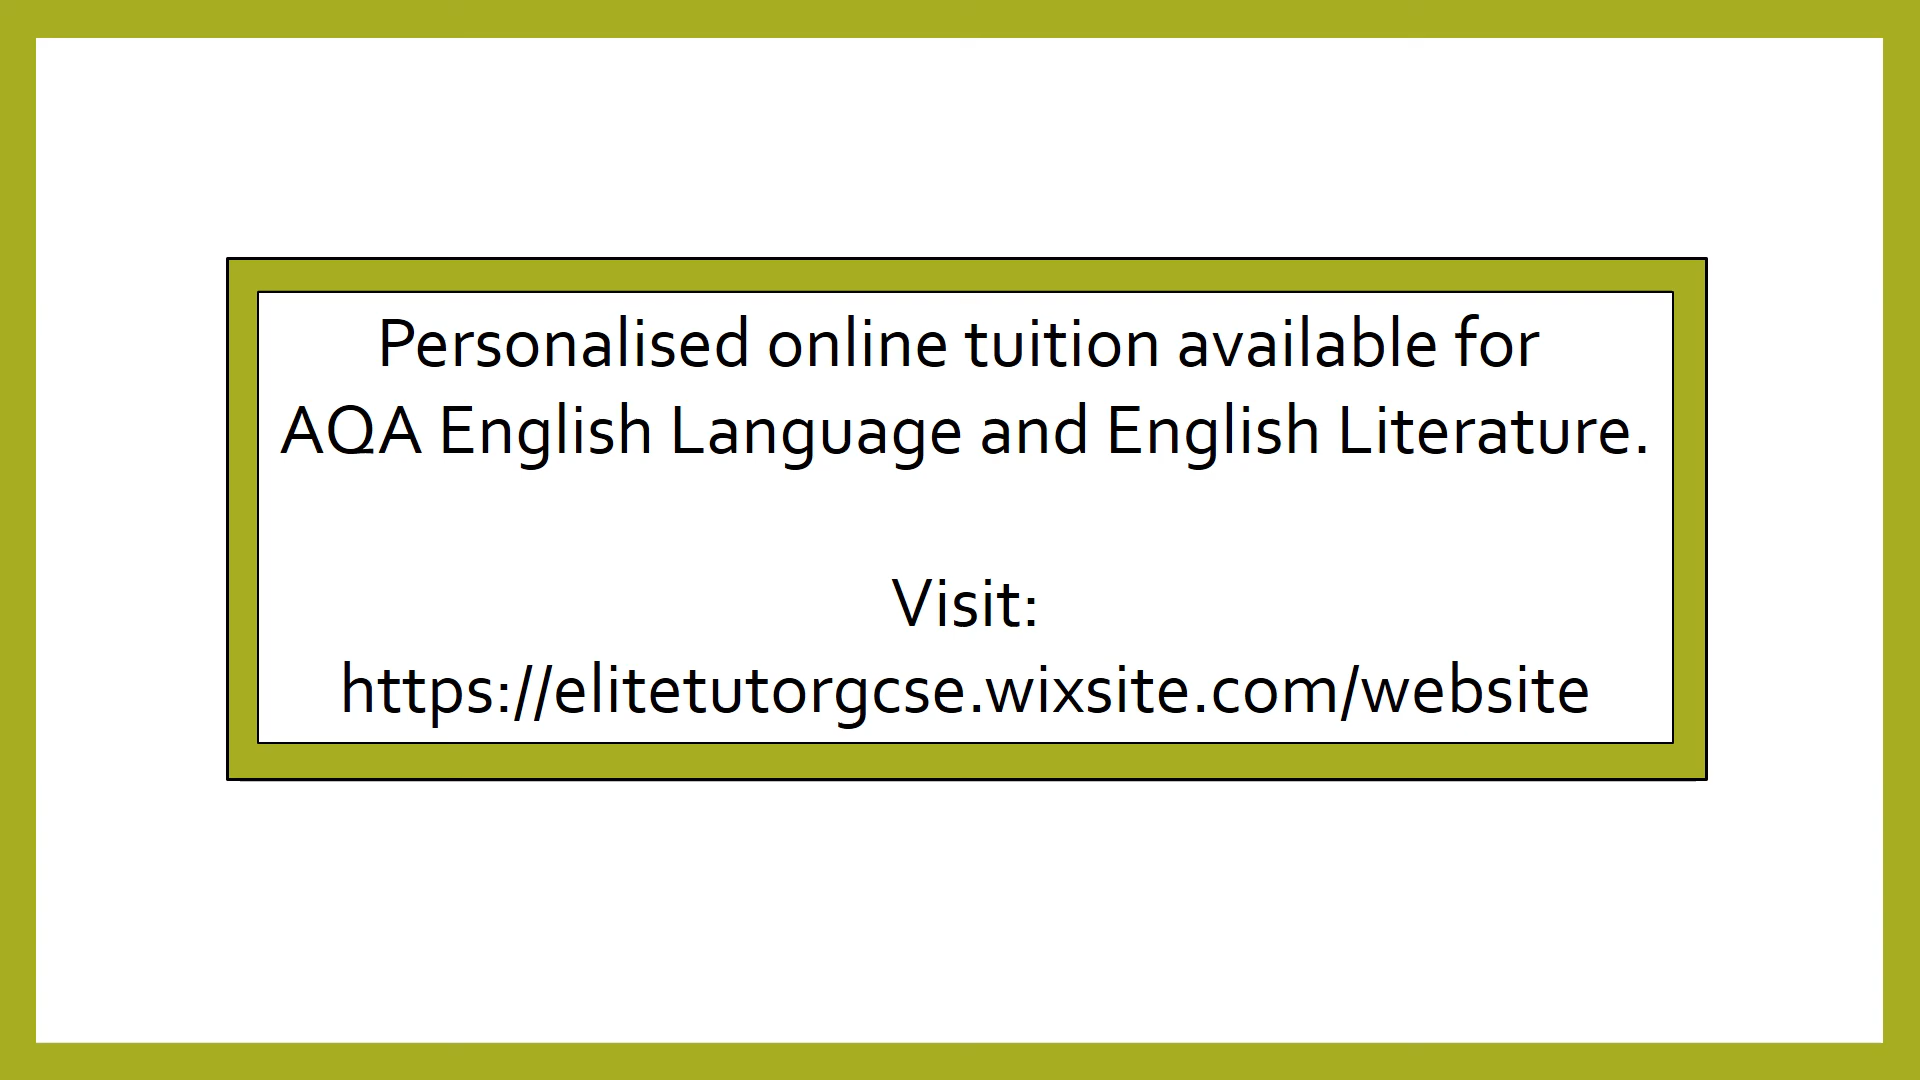 Personalised online tuition available for
AQA English Language and English Literature.
Visit:
https://elitetutorgcse.wixsite.com/website